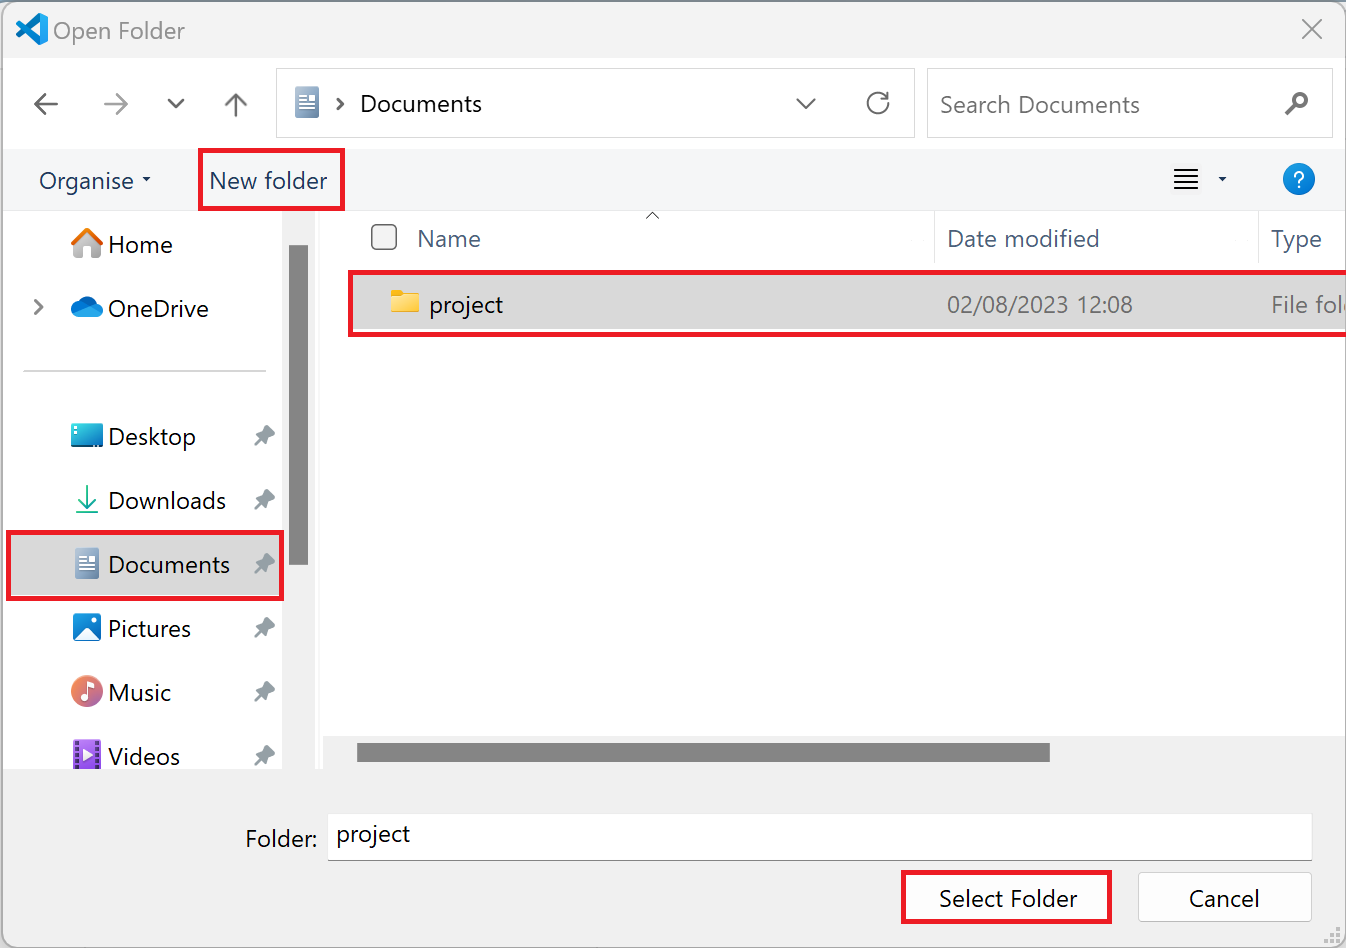 Open Folder
Documents
Search Documents
Organise
New folder
?
Home
OneDrive
Desktop
Downloads
Documents
Pictures
Music
Videos
Name
Date modified
Type
project
02/08/2023 12:08
File fol
Folder:
project
Select Folder
Cancel